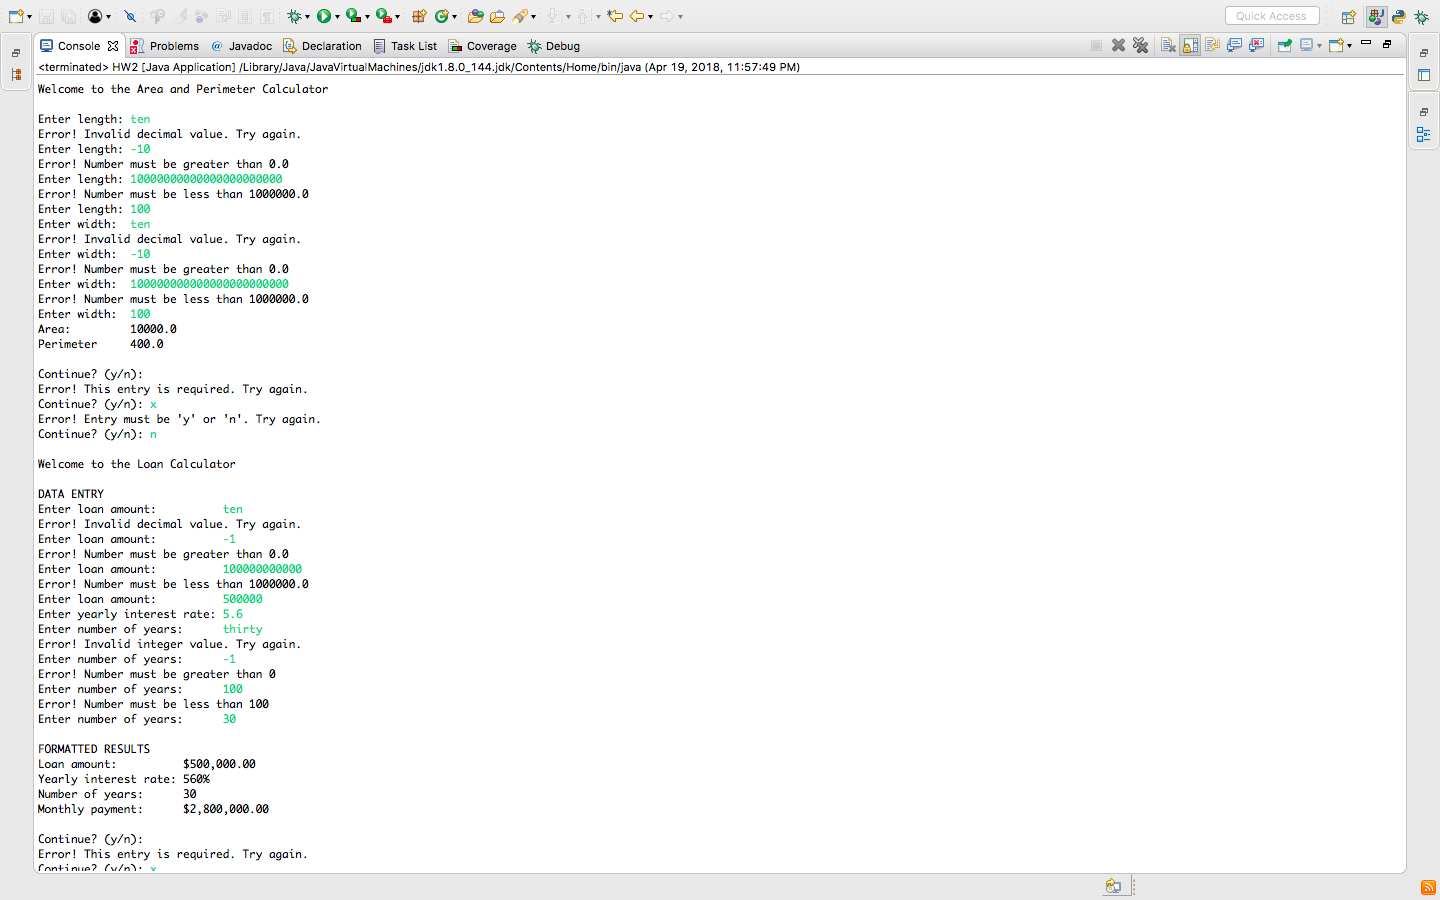 Quick Access
Console Problems @ Javadoc Declaration Task List Coverage Debug
<terminated> HW2 [Java Application] /Library/Java/JavaVirtualMachines/jdk1.8.0_144.jdk/Contents/Home/bin/java (Apr 19, 2018, 11:57:49 PM)
Welcome to the Area and Perimeter Calculator
Enter length: ten
Error! Invalid decimal value. Try again.
Enter length: -10
Error! Number must be greater than 0.0
Enter length: 10000000000000000000000
Error! Number must be less than 1000000.0
Enter length: 100
Enter width:  ten
Error! Invalid decimal value. Try again.
Enter width:  -10
Error! Number must be greater than 0.0
Enter width:  100000000000000000000000
Error! Number must be less than 1000000.0
Enter width:  100
Area:         10000.0
Perimeter     400.0
Continue? (y/n):
Error! This entry is required. Try again.
Continue? (y/n): x
Error! Entry must be 'y' or 'n'. Try again.
Continue? (y/n): n
Welcome to the Loan Calculator
DATA ENTRY
Enter loan amount:          ten
Error! Invalid decimal value. Try again.
Enter loan amount:          -1
Error! Number must be greater than 0.0
Enter loan amount:          100000000000
Error! Number must be less than 1000000.0
Enter loan amount:          500000
Enter yearly interest rate: 5.6
Enter number of years:      thirty
Error! Invalid integer value. Try again.
Enter number of years:      -1
Error! Number must be greater than 0
Enter number of years:      100
Error! Number must be less than 100
Enter number of years:      30
FORMATTED RESULTS
Loan amount:          $500,000.00
Yearly interest rate: 560%
Number of years:      30
Monthly payment:      $2,800,000.00
Continue? (y/n):
Error! This entry is required. Try again.
Continue? (y/n): x